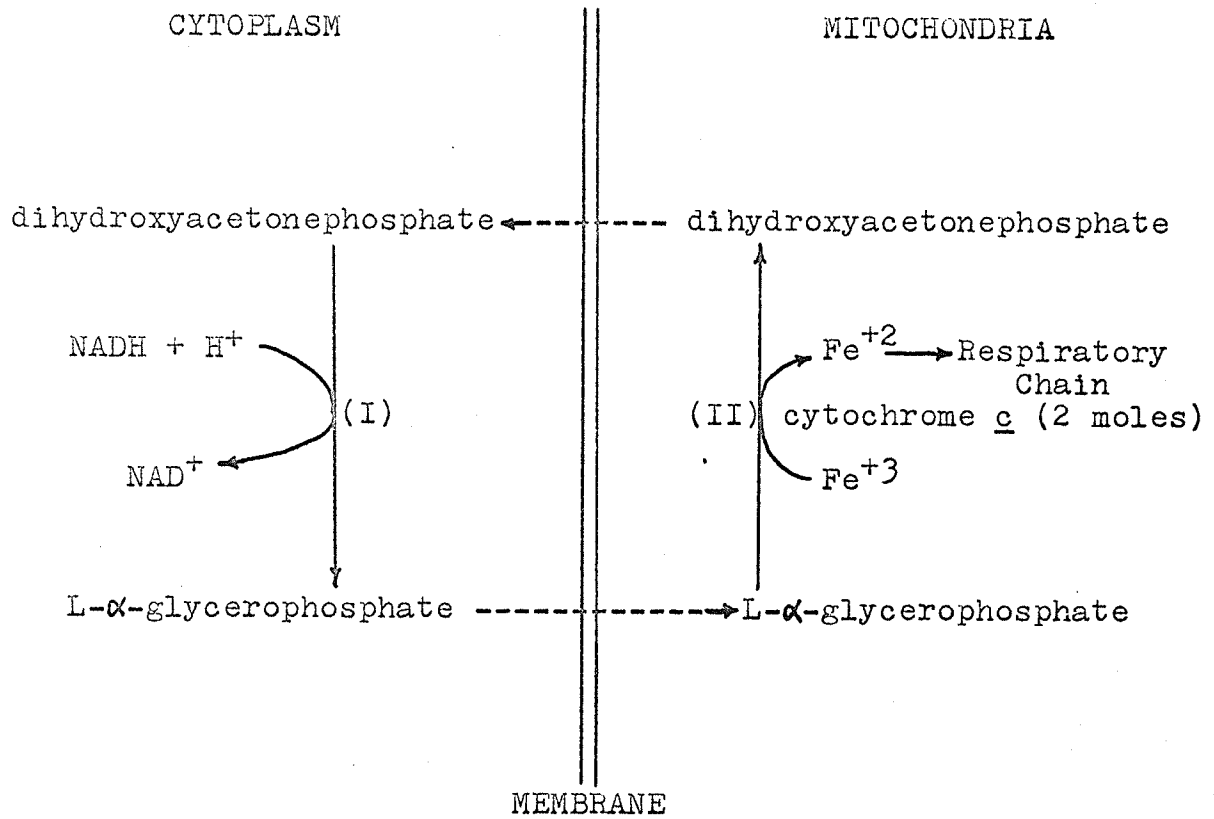 CYTOPLASM
MITOCHONDRIA
dihydroxyacetonephosphate
dihydroxyacetonephosphate
NADH + H+
Fe+2
Respiratory
Chain
(I)
(II)
cytochrome c (2 moles)
NAD+
Fe+3
L-α-glycerophosphate
L-α-glycerophosphate
MEMBRANE